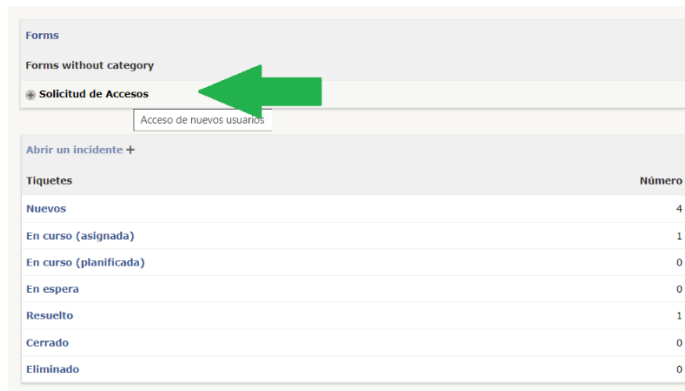 Forms
Forms without category
Solicitud de Accesos
Acceso de nuevos usuarios
Abrir un incidente +
Tiquetes Número
Nuevos 4
En curso (asignada) 1
En curso (planificada) 0
En espera 0
Resuelto 1
Cerrado 0
Eliminado 0